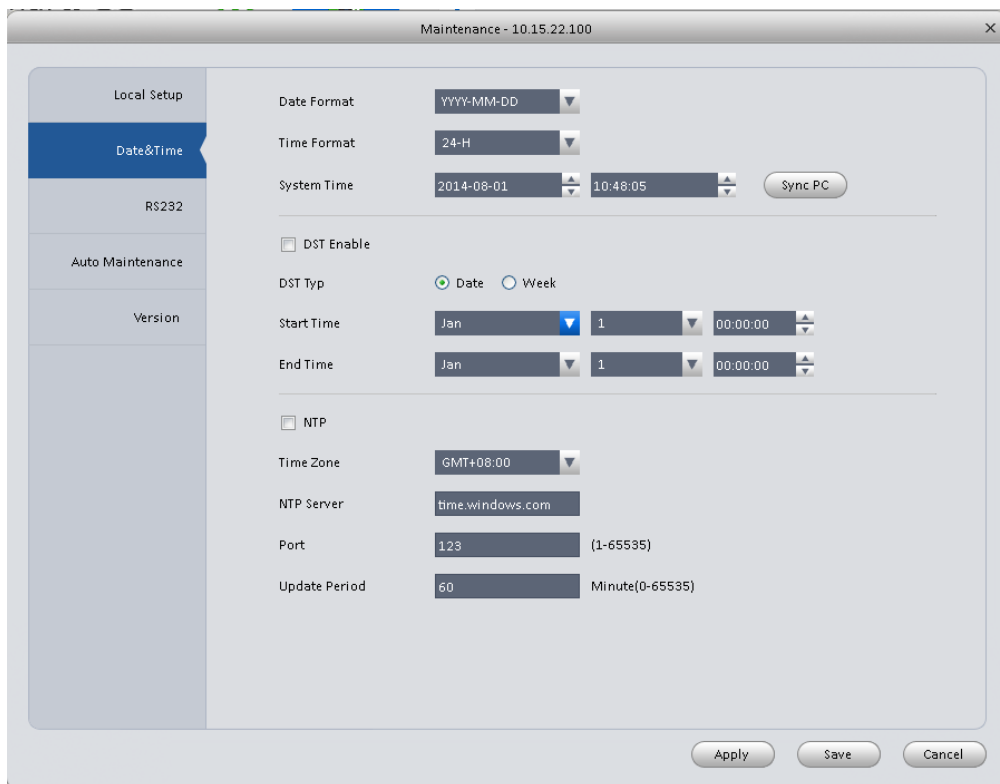 Maintenance - 10.15.22.100
Local Setup
Date&Time
RS232
Auto Maintenance
Version
Date Format YYYY-MM-DD
Time Format 24-H
System Time 2014-08-01 10:48:05 Sync PC
DST Enable
DST Typ Date Week
Start Time Jan 1 00:00:00
End Time Jan 1 00:00:00
NTP
Time Zone GMT+08:00
NTP Server time.windows.com
Port 123 (1-65535)
Update Period 60 Minute(0-65535)
Apply Save Cancel